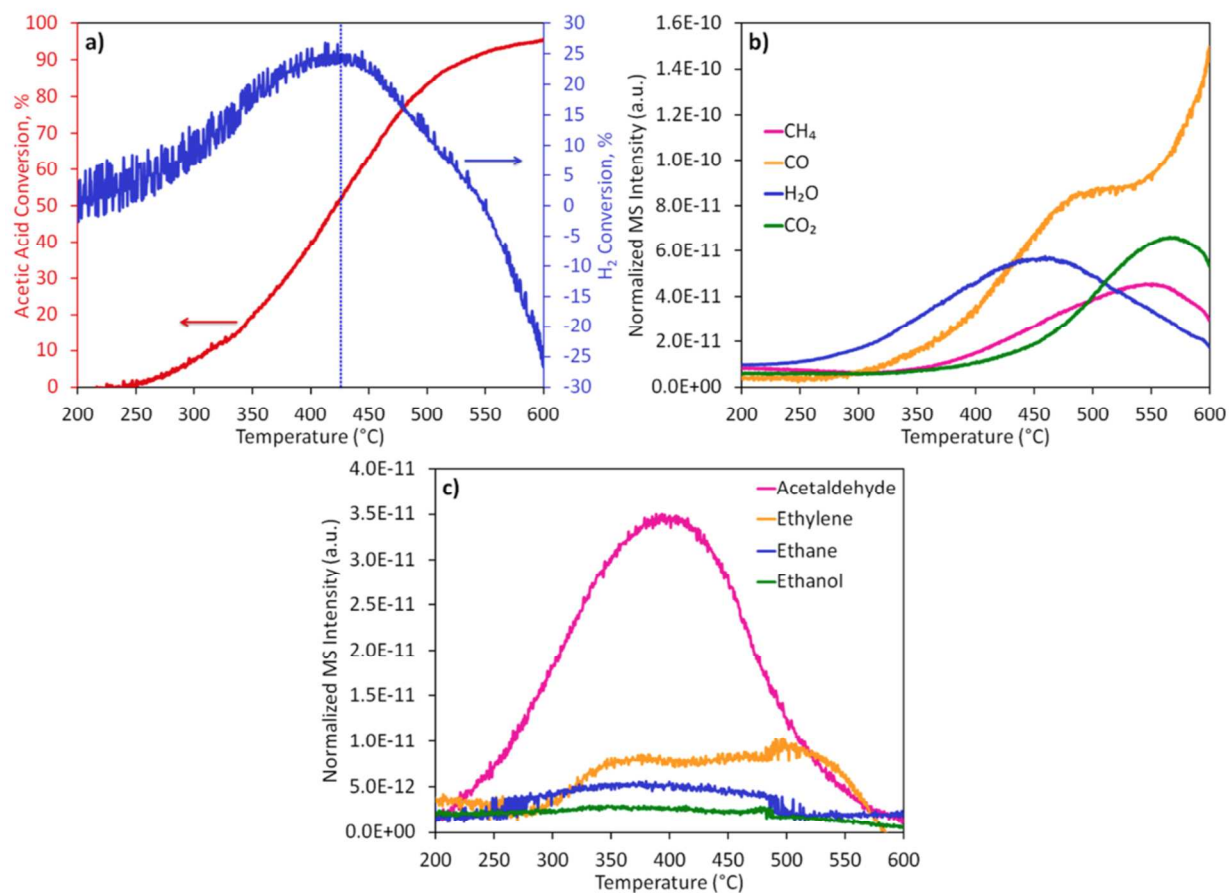 a)
Acetic Acid Conversion, %
100
90
80
70
60
50
40
30
20
10
0
200 250 300 350 400 450 500 550 600
Temperature (°C)
30
25
20
15
10
5
0
-5
-10
-15
-20
-25
-30
H₂ Conversion, %
b)
Normalized MS Intensity (a.u.)
1.6E-10
1.4E-10
1.2E-10
1.0E-10
8.0E-11
6.0E-11
4.0E-11
2.0E-11
0.0E+00
CH₄
CO
H₂O
CO₂
200 250 300 350 400 450 500 550 600
Temperature (°C)
c)
Normalized MS Intensity (a.u.)
4.0E-11
3.5E-11
3.0E-11
2.5E-11
2.0E-11
1.5E-11
1.0E-11
5.0E-12
0.0E+00
Acetaldehyde
Ethylene
Ethane
Ethanol
200 250 300 350 400 450 500 550 600
Temperature (°C)